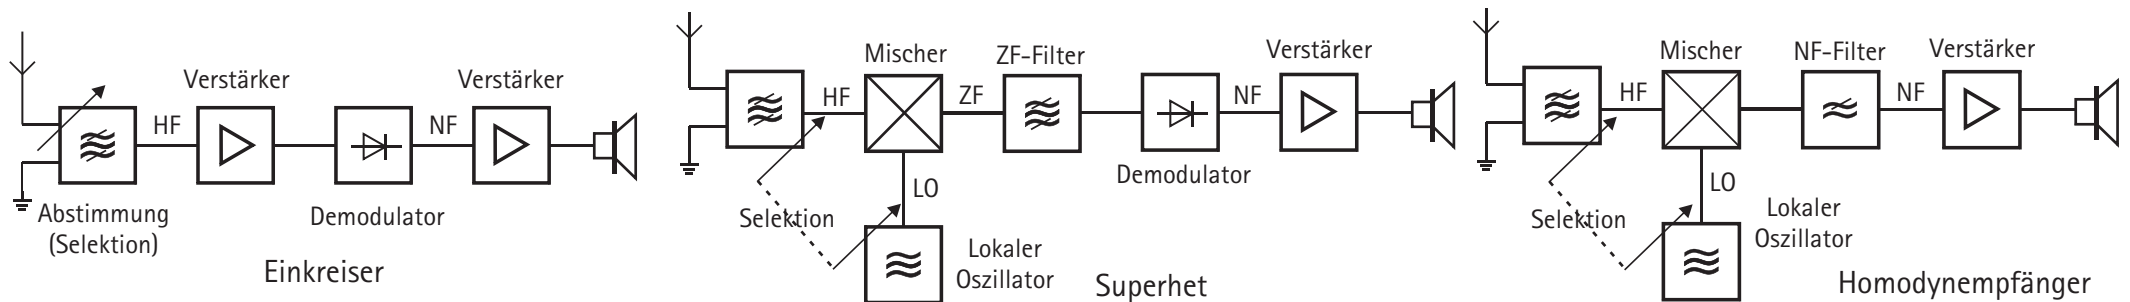 Verstärker
Verstärker
HF
NF
Abstimmung
(Selektion)
Demodulator
Einkreiser
Mischer
ZF-Filter
Verstärker
HF
ZF
NF
Demodulator
LO
Selektion
Lokaler
Oszillator
Superhet
Mischer
NF-Filter
Verstärker
HF
NF
LO
Selektion
Lokaler
Oszillator
Homodynempfänger